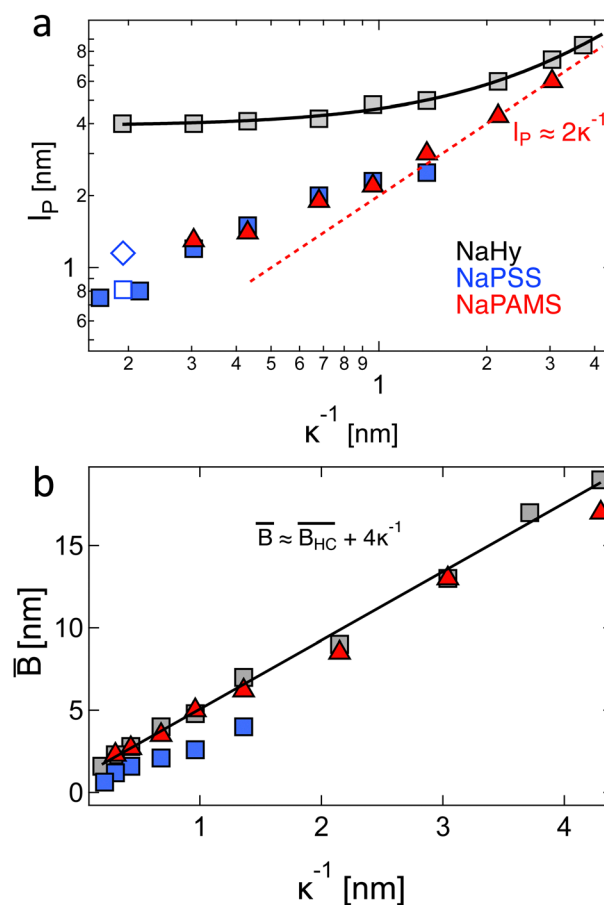 a
8
6
4
2
1
8
6
l_P [nm]
l_P ≈ 2κ⁻¹
NaHy
NaPSS
NaPAMS
2 3 4 5 6 7 8 9 1 2 3 4
κ⁻¹ [nm]
b
B̅ ≈ B̅_HC + 4κ⁻¹
15
10
5
0
B̅ [nm]
1 2 3 4
κ⁻¹ [nm]